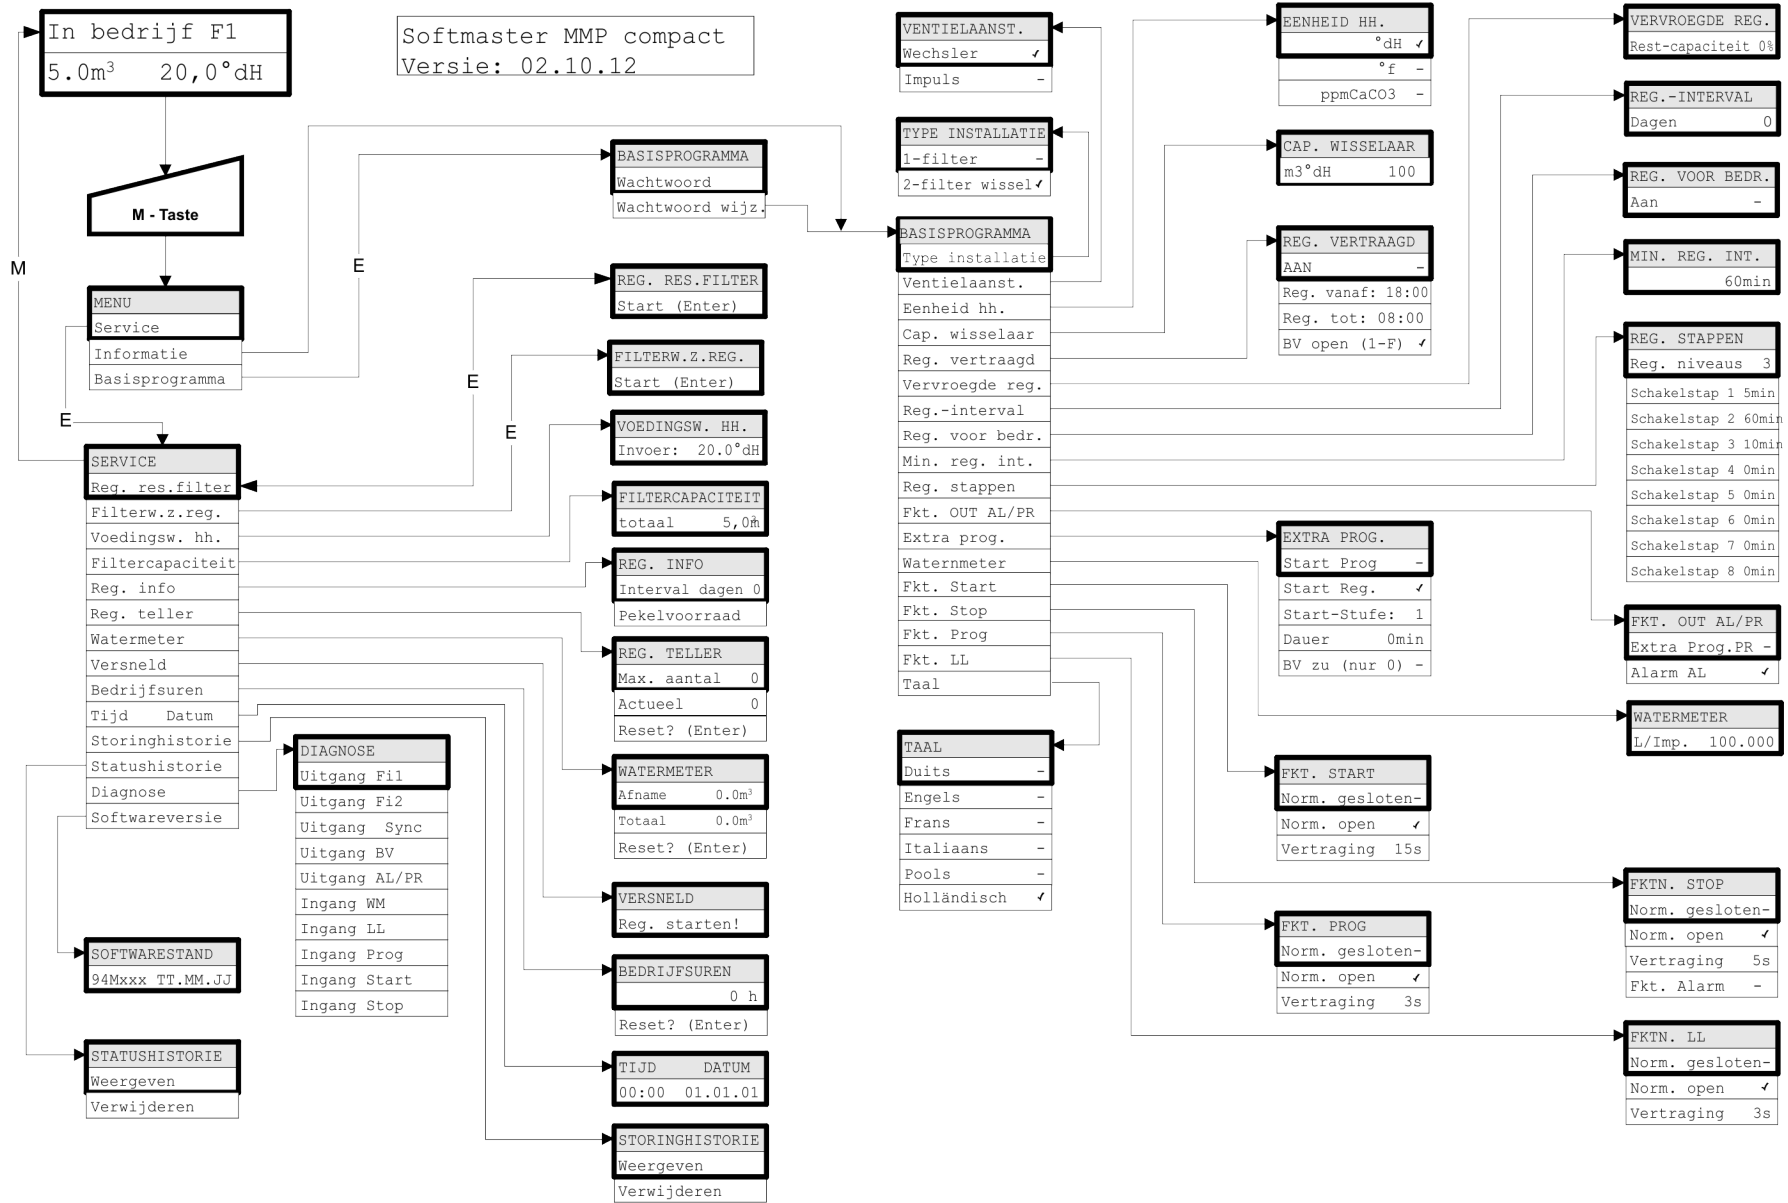 In bedrijf F1
5.0m³ 20,0°dH
Softmaster MMP compact
Versie: 02.10.12
M - Taste
M
MENU
Service
Informatie
Basisprogramma
E
E
E
E
SERVICE
Reg. res.filter
Filterw.z.reg.
Voedingsw. hh.
Filtercapaciteit
Reg. info
Reg. teller
Watermeter
Versneld
Bedrijfsuren
Tijd Datum
Storinghistorie
Statushistorie
Diagnose
Softwareversie
SOFTWARESTAND
94Mxxx TT.MM.JJ
STATUSHISTORIE
Weergeven
Verwijderen
DIAGNOSE
Uitgang Fi1
Uitgang Fi2
Uitgang Sync
Uitgang BV
Uitgang AL/PR
Ingang WM
Ingang LL
Ingang Prog
Ingang Start
Ingang Stop
BASISPROGRAMMA
Wachtwoord
Wachtwoord wijz.
REG. RES.FILTER
Start (Enter)
FILTERW.Z.REG.
Start (Enter)
VOEDINGSW. HH.
Invoer: 20.0°dH
FILTERCAPACITEIT
totaal 5,0m³
REG. INFO
Interval dagen 0
Pekelvoorraad
REG. TELLER
Max. aantal 0
Actueel 0
Reset? (Enter)
WATERMETER
Afname 0.0m³
Totaal 0.0m³
Reset? (Enter)
VERSNELD
Reg. starten!
BEDRIJFSUREN
0 h
Reset? (Enter)
TIJD DATUM
00:00 01.01.01
STORINGHISTORIE
Weergeven
Verwijderen
VENTIELAANST.
Wechsler ✓
Impuls -
TYPE INSTALLATIE
1-filter -
2-filter wissel✓
BASISPROGRAMMA
Type installatie
Ventielaanst.
Eenheid hh.
Cap. wisselaar
Reg. vertraagd
Vervroegde reg.
Reg.-interval
Reg. voor bedr.
Min. reg. int.
Reg. stappen
Fkt. OUT AL/PR
Extra prog.
Waternmeter
Fkt. Start
Fkt. Stop
Fkt. Prog
Fkt. LL
Taal
TAAL
Duits -
Engels -
Frans -
Italiaans -
Pools -
Holländisch ✓
EENHEID HH.
°dH ✓
°f -
ppmCaCO3 -
CAP. WISSELAAR
m3°dH 100
REG. VERTRAAGD
AAN -
Reg. vanaf: 18:00
Reg. tot: 08:00
BV open (1-F) ✓
EXTRA PROG.
Start Prog -
Start Reg. ✓
Start-Stufe: 1
Dauer 0min
BV zu (nur 0) -
FKT. START
Norm. gesloten-
Norm. open ✓
Vertraging 15s
FKT. PROG
Norm. gesloten-
Norm. open ✓
Vertraging 3s
VERVROEGDE REG.
Rest-capaciteit 0%
REG.-INTERVAL
Dagen 0
REG. VOOR BEDR.
Aan -
MIN. REG. INT.
60min
REG. STAPPEN
Reg. niveaus 3
Schakelstap 1 5min
Schakelstap 2 60min
Schakelstap 3 10min
Schakelstap 4 0min
Schakelstap 5 0min
Schakelstap 6 0min
Schakelstap 7 0min
Schakelstap 8 0min
FKT. OUT AL/PR
Extra Prog.PR -
Alarm AL ✓
WATERMETER
L/Imp. 100.000
FKTN. STOP
Norm. gesloten-
Norm. open ✓
Vertraging 5s
Fkt. Alarm -
FKTN. LL
Norm. gesloten-
Norm. open ✓
Vertraging 3s